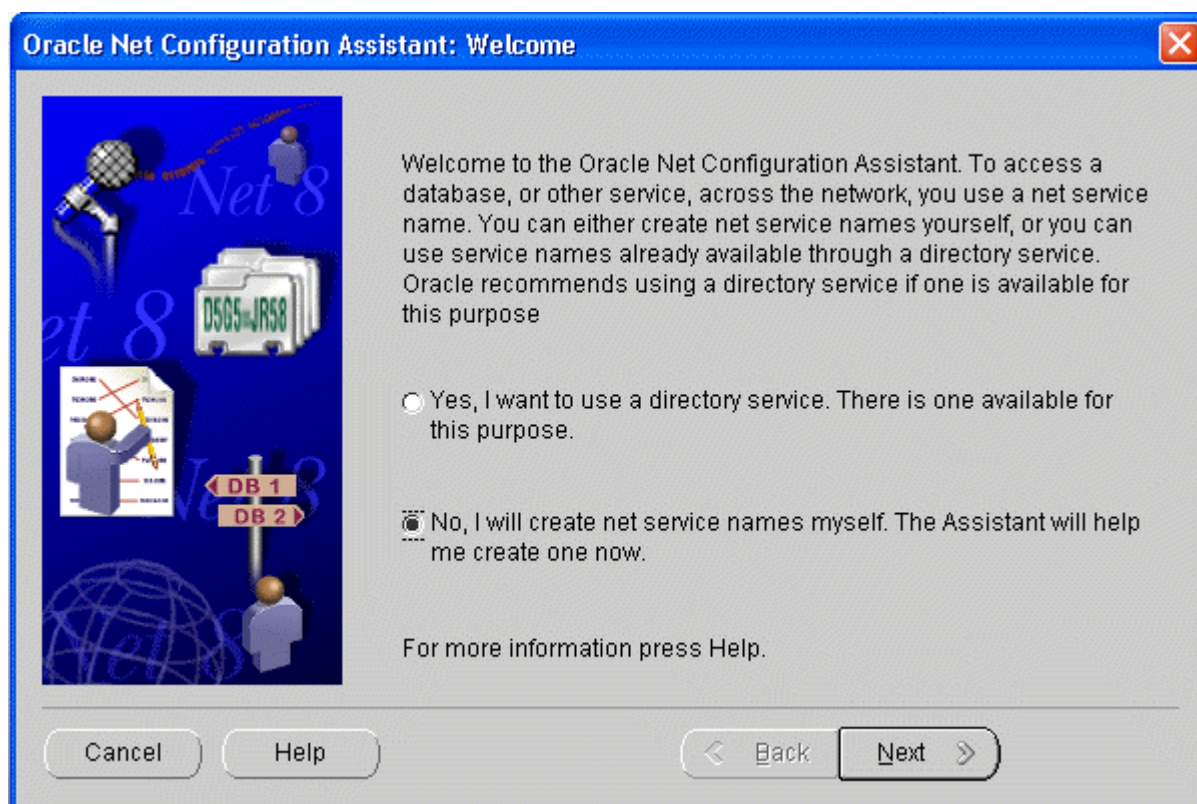 Oracle Net Configuration Assistant: Welcome
Net 8
et 8
D5G5 JR58
Net 8
DB 1
DB 2
Net 8
Welcome to the Oracle Net Configuration Assistant. To access a
database, or other service, across the network, you use a net service
name. You can either create net service names yourself, or you can
use service names already available through a directory service.
Oracle recommends using a directory service if one is available for
this purpose
Yes, I want to use a directory service. There is one available for
this purpose.
No, I will create net service names myself. The Assistant will help
me create one now.
For more information press Help.
Cancel
Help
Back
Next